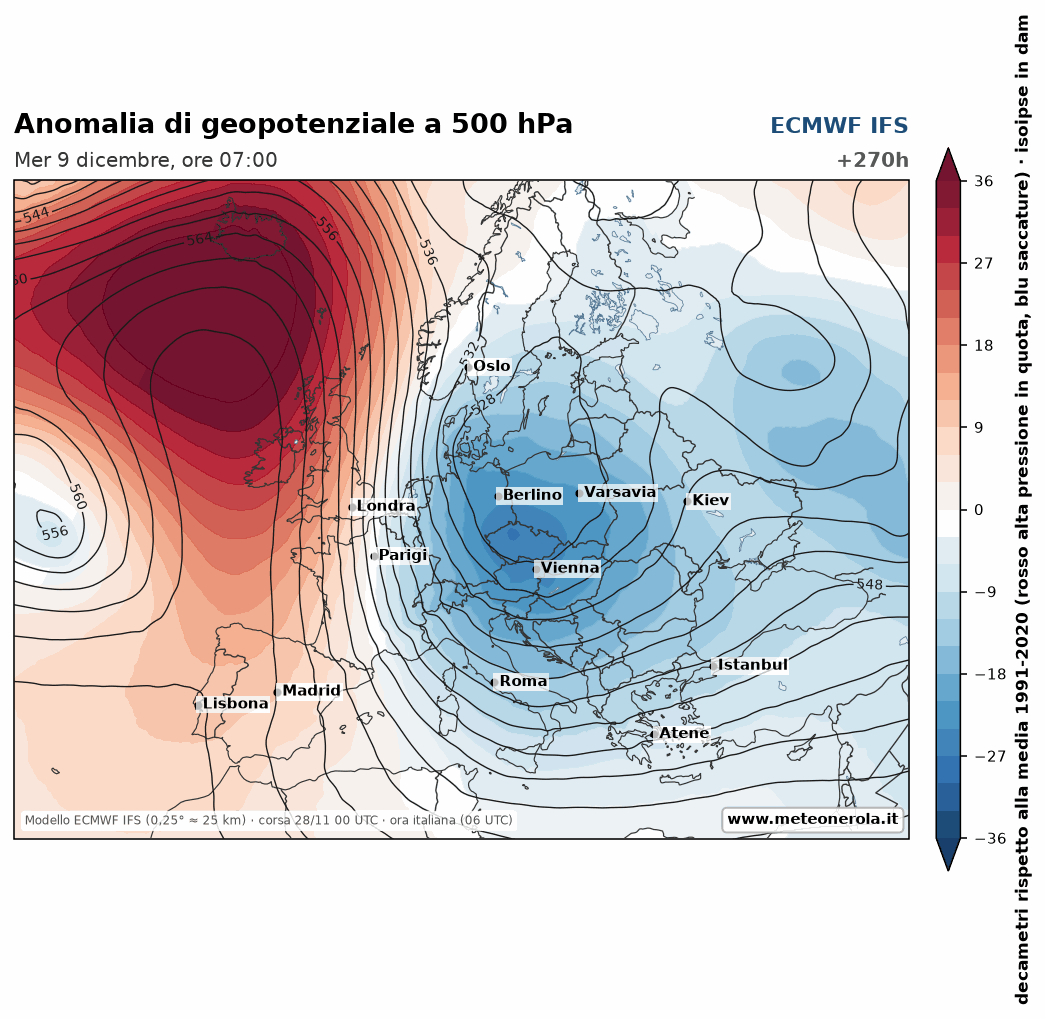 Anomalia di geopotenziale a 500 hPa
ECMWF IFS
Mer 9 dicembre, ore 07:00
+270h
544
556
564
536
60
532
Oslo
528
560
556
Berlino
Varsavia
Kiev
Londra
Parigi
Vienna
548
Istanbul
Roma
Madrid
Lisbona
Atene
Modello ECMWF IFS (0,25° ≈ 25 km) · corsa 28/11 00 UTC · ora italiana (06 UTC)
www.meteonerola.it
36
27
18
9
0
−9
−18
−27
−36
decametri rispetto alla media 1991-2020 (rosso alta pressione in quota, blu saccature) · isoipse in dam